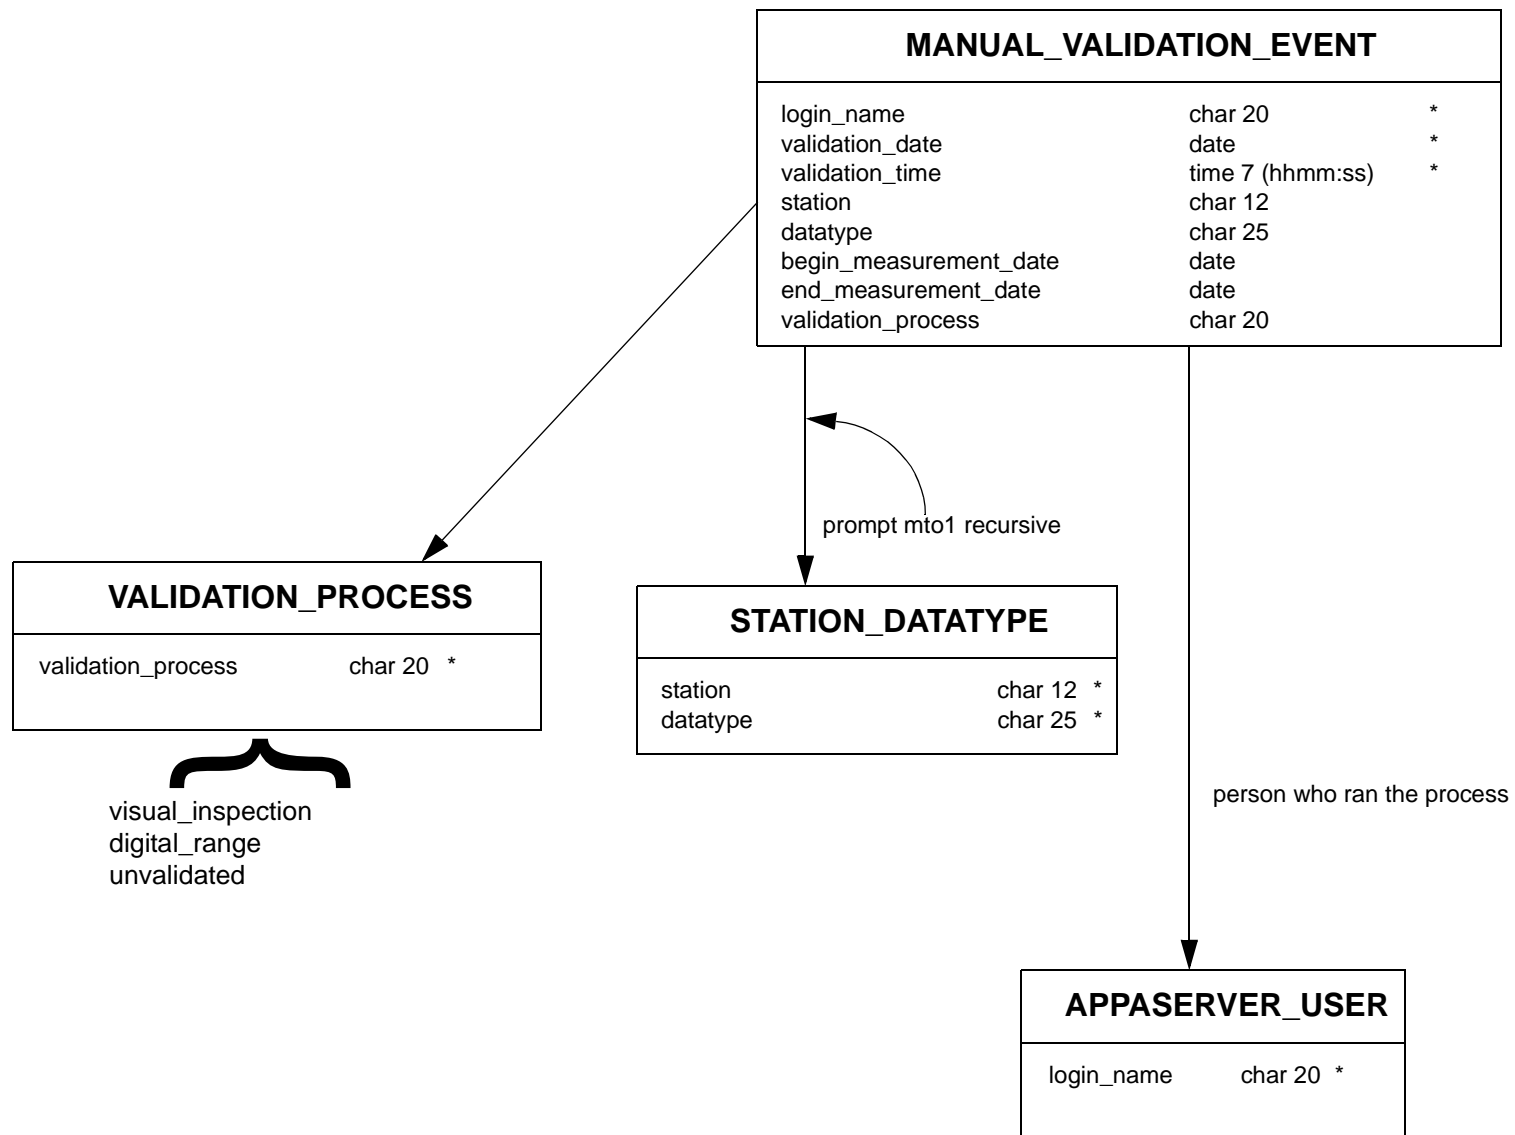 MANUAL_VALIDATION_EVENT
login_name char 20 *
validation_date date *
validation_time time 7 (hhmm:ss) *
station char 12
datatype char 25
begin_measurement_date date
end_measurement_date date
validation_process char 20
prompt mto1 recursive
VALIDATION_PROCESS
validation_process char 20 *
visual_inspection
digital_range
unvalidated
STATION_DATATYPE
station char 12 *
datatype char 25 *
person who ran the process
APPASERVER_USER
login_name char 20 *